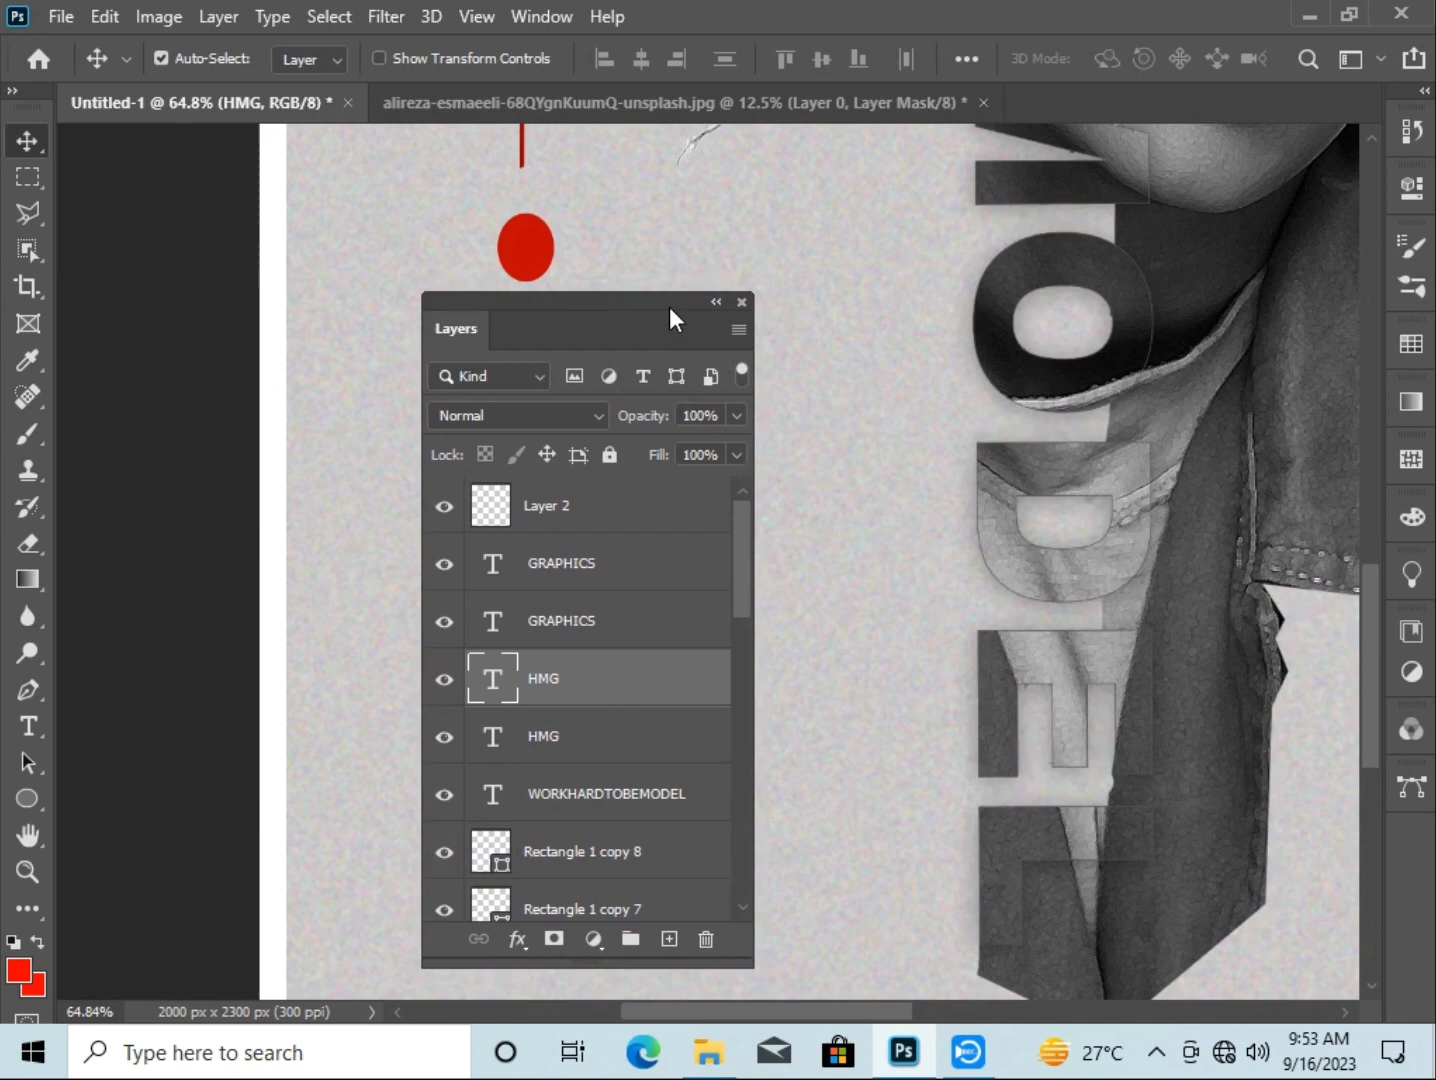 Ps File Edit Image Layer Type Select Filter 3D View Window Help
Auto-Select: Layer Show Transform Controls 3D Mode:
Untitled-1 @ 64.8% (HMG, RGB/8) * alireza-esmaeeli-68QYgnKuumQ-unsplash.jpg @ 12.5% (Layer 0, Layer Mask/8) *
Layers
Kind
Normal Opacity: 100%
Lock: Fill: 100%
Layer 2
GRAPHICS
GRAPHICS
HMG
HMG
WORKHARDTOBEMODEL
Rectangle 1 copy 8
Rectangle 1 copy 7
64.84% 2000 px x 2300 px (300 ppi)
Type here to search Ps REC 27°C 9:53 AM
9/16/2023